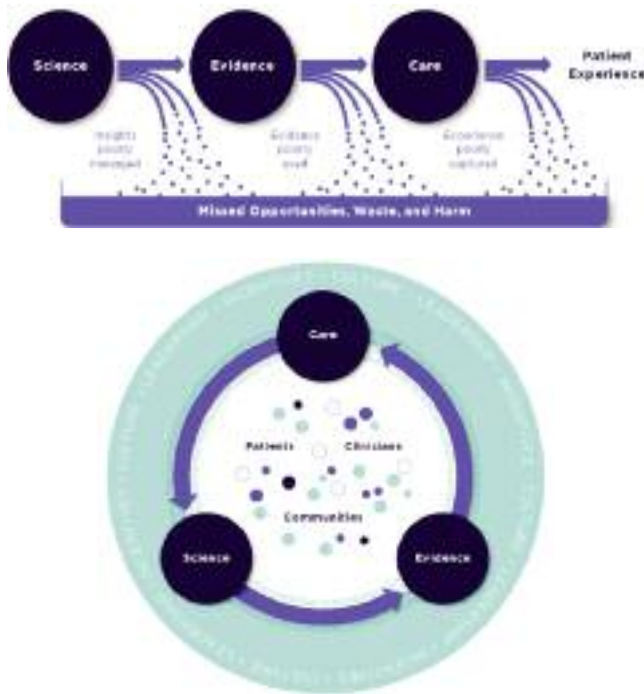 Science
Evidence
Care
Patient
Experience
Insights
poorly
managed
Evidence
poorly
used
Experience
poorly
captured
Missed Opportunities, Waste, and Harm
Care
Patients
Clinicians
Communities
Science
Evidence